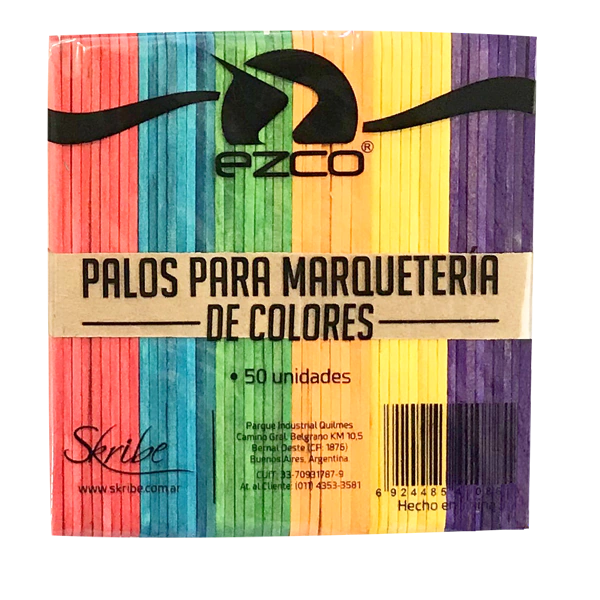 ezco®
PALOS PARA MARQUETERÍA
DE COLORES
• 50 unidades
Skribe
www.skribe.com.ar
Parque Industrial Quilmes
Camino Gral. Belgrano KM 10,5
Bernal Oeste (CP. 1876)
Buenos Aires, Argentina
CUIT: 33-70931787-9
At. al Cliente: (011) 4353-3581
Hecho en